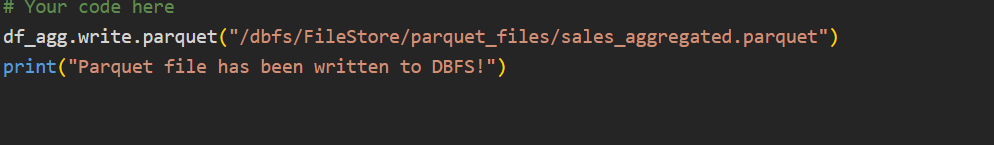 # Your code here
df_agg.write.parquet("/dbfs/FileStore/parquet_files/sales_aggregated.parquet")
print("Parquet file has been written to DBFS!")